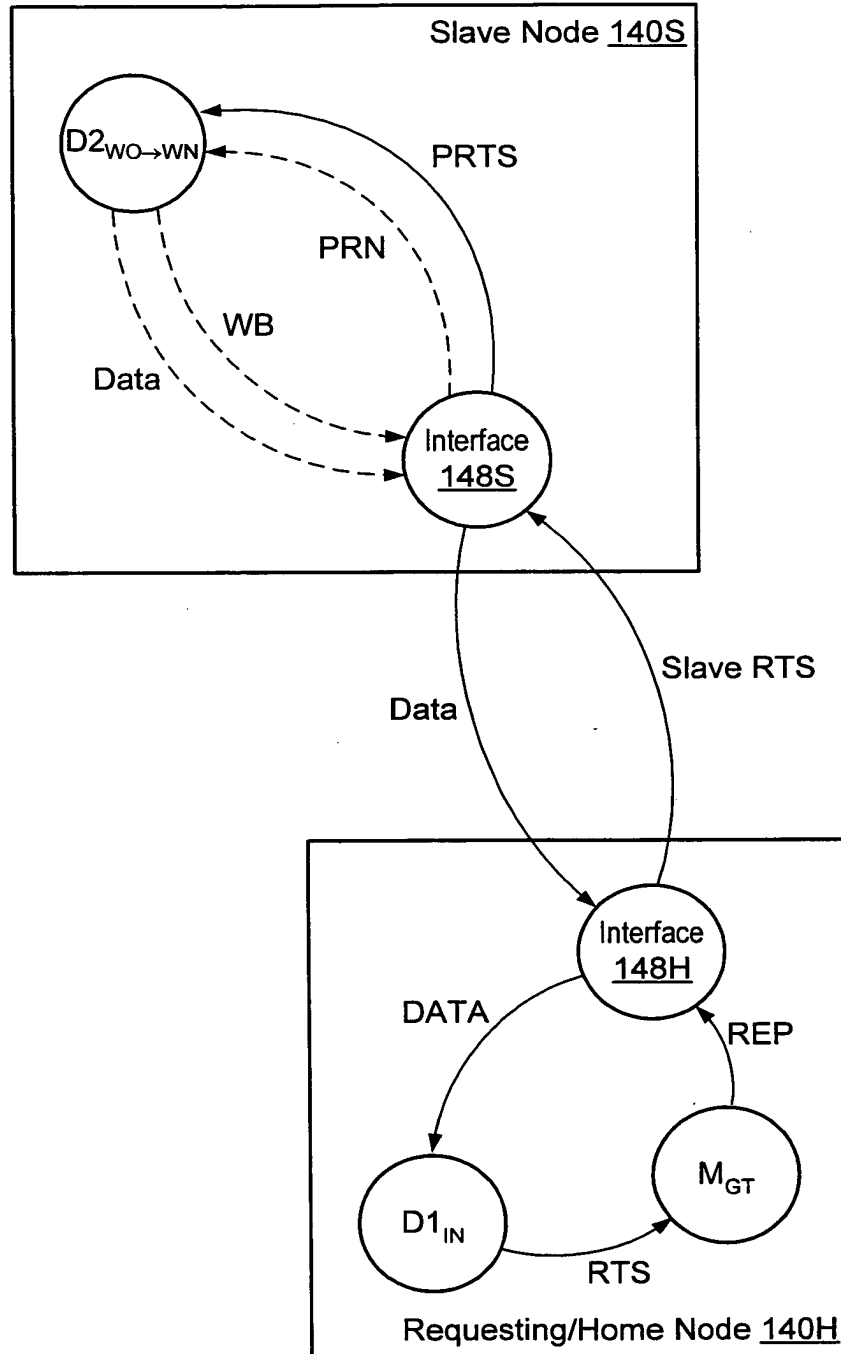 Slave Node 140S
D2WO→WN
PRTS
PRN
WB
Data
Interface
148S
Slave RTS
Data
Interface
148H
DATA
REP
MGT
D1IN
RTS
Requesting/Home Node 140H